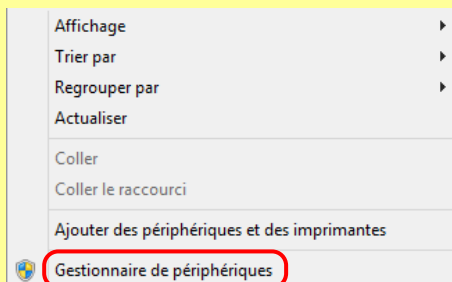 Affichage
Trier par
Regrouper par
Actualiser
Coller
Coller le raccourci
Ajouter des périphériques et des imprimantes
Gestionnaire de périphériques